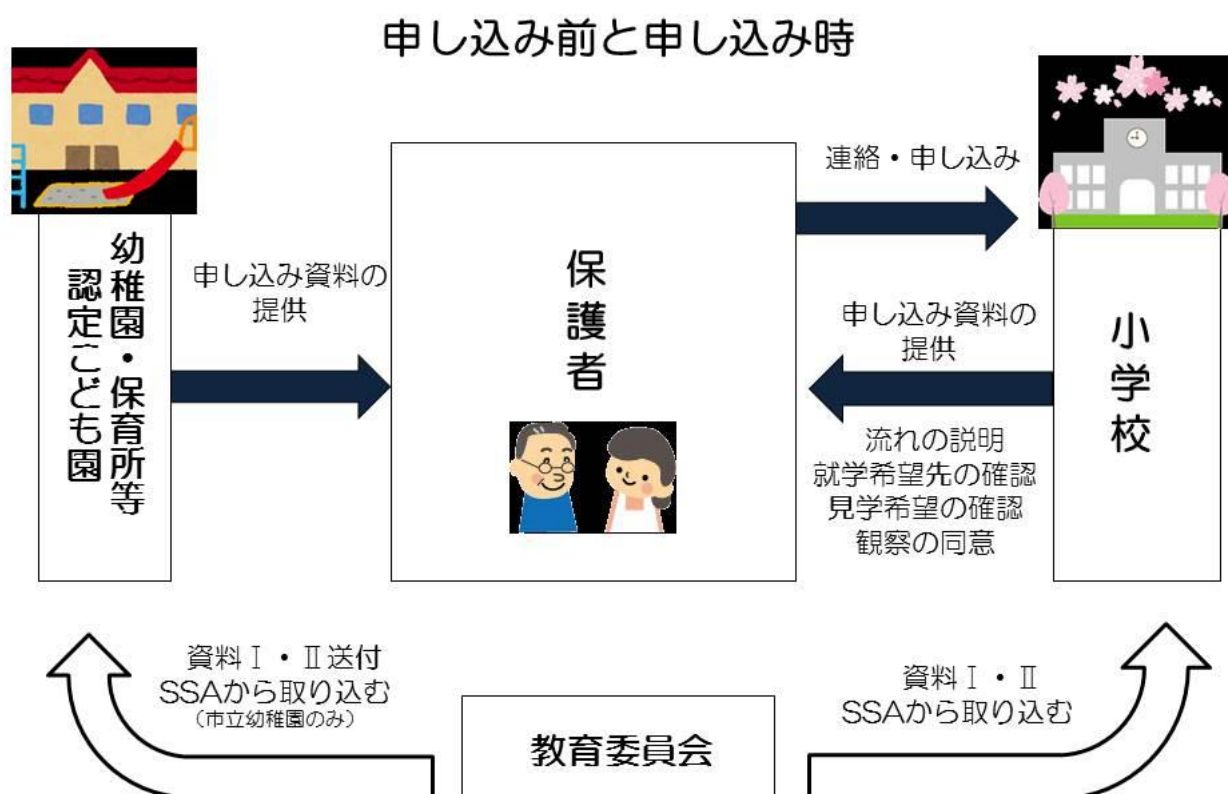 申し込み前と申し込み時
幼稚園・保育所等
認定こども園
申し込み資料の
提供
保護者
連絡・申し込み
申し込み資料の
提供
流れの説明
就学希望先の確認
見学希望の確認
観察の同意
小学校
資料Ⅰ・Ⅱ送付
SSAから取り込む
（市立幼稚園のみ）
教育委員会
資料Ⅰ・Ⅱ
SSAから取り込む